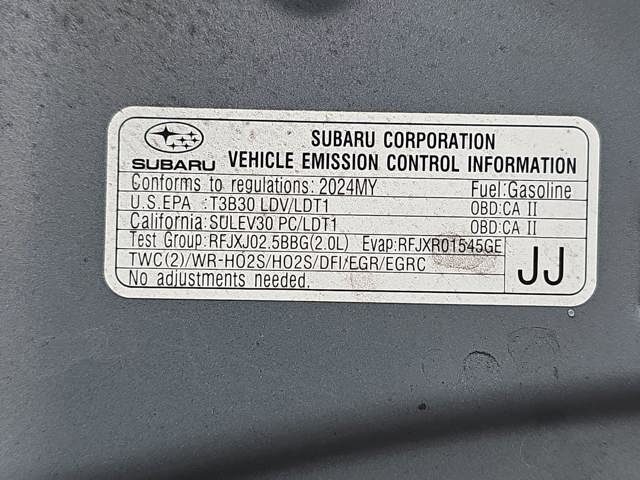 SUBARU
SUBARU CORPORATION
VEHICLE EMISSION CONTROL INFORMATION
Conforms to regulations: 2024MY Fuel:Gasoline
U.S.EPA :T3B30 LDV/LDT1 OBD:CA II
California:SULEV30 PC/LDT1 OBD:CA II
Test Group:RFJXJ02.5BBG(2.0L) Evap:RFJXR01545GE
TWC(2)/WR-HO2S/HO2S/DFI/EGR/EGRC
No adjustments needed.
JJ